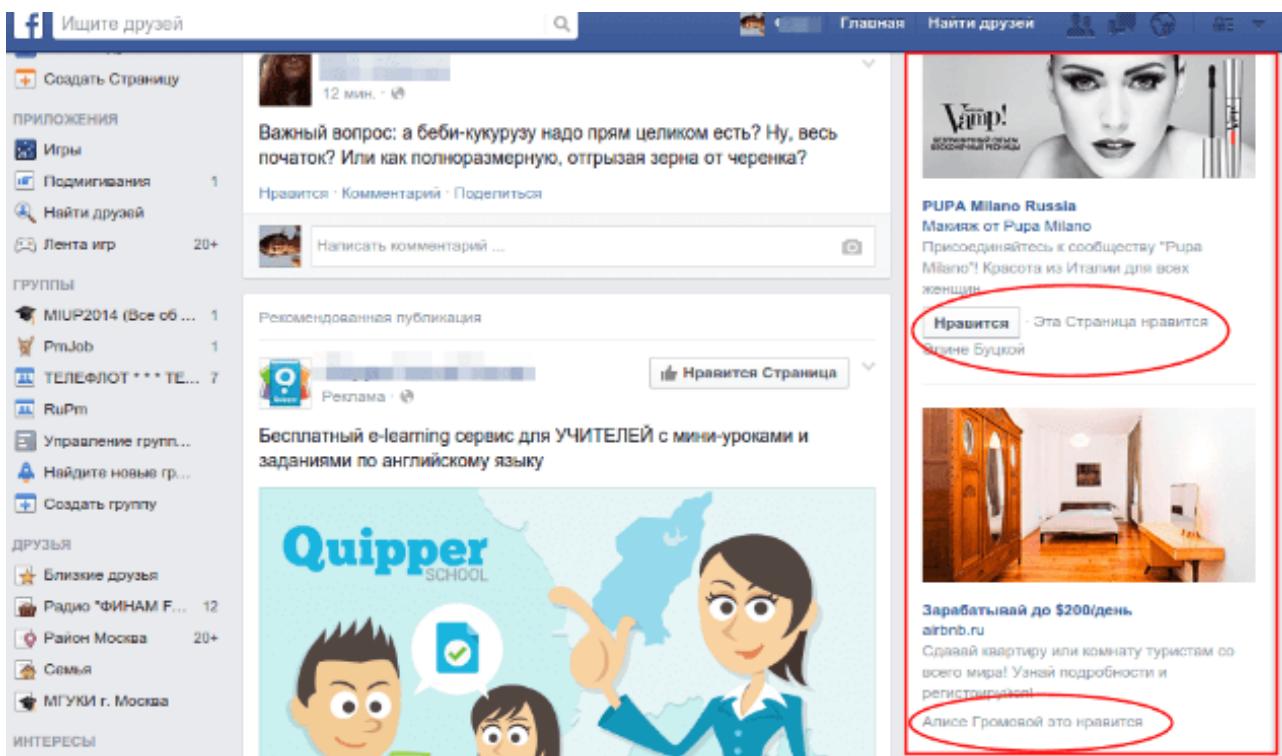 f
Ищите друзей
Главная
Найти друзей
Создать Страницу
ПРИЛОЖЕНИЯ
Игры
Подмигивания 1
Найти друзей
Лента игр 20+
ГРУППЫ
MIUP2014 (Все об ... 1
PmJob 1
ТЕЛЕФЛОТ * * * ТЕ... 7
RuPm
Управление групп...
Найдите новые гр...
Создать группу
ДРУЗЬЯ
Близкие друзья
Радио "ФИНАМ F... 12
Район Москва 20+
Семья
МГУКИ г. Москва
ИНТЕРЕСЫ
12 мин. ·
Важный вопрос: а беби-кукурузу надо прям целиком есть? Ну, весь
початок? Или как полноразмерную, отгрызая зерна от черенка?
Нравится · Комментарий · Поделиться
Написать комментарий ...
Рекомендованная публикация
Нравится Страница
Реклама ·
Бесплатный e-learning сервис для УЧИТЕЛЕЙ с мини-уроками и
заданиями по английскому языку
Quipper
SCHOOL
Vamp!
PUPA Milano Russia
Макияж от Pupa Milano
Присоединяйтесь к сообществу "Pupa
Milano"! Красота из Италии для всех
женщин.
Нравится · Эта Страница нравится
Элине Буцкой
Зарабатывай до $200/день
airbnb.ru
Сдавай квартиру или комнату туристам со
всего мира! Узнай подробности и
регистрируйся!
Алисе Громовой это нравится